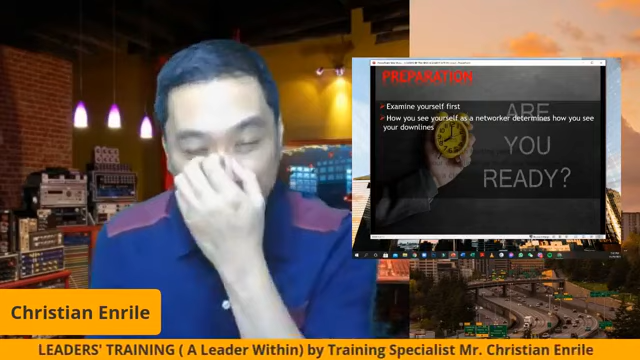 PREPARATION
Examine yourself first
How you see yourself as a networker determines how you see
your downlines
ARE
YOU
READY?
Christian Enrile
LEADERS' TRAINING ( A Leader Within) by Training Specialist Mr. Christian Enrile